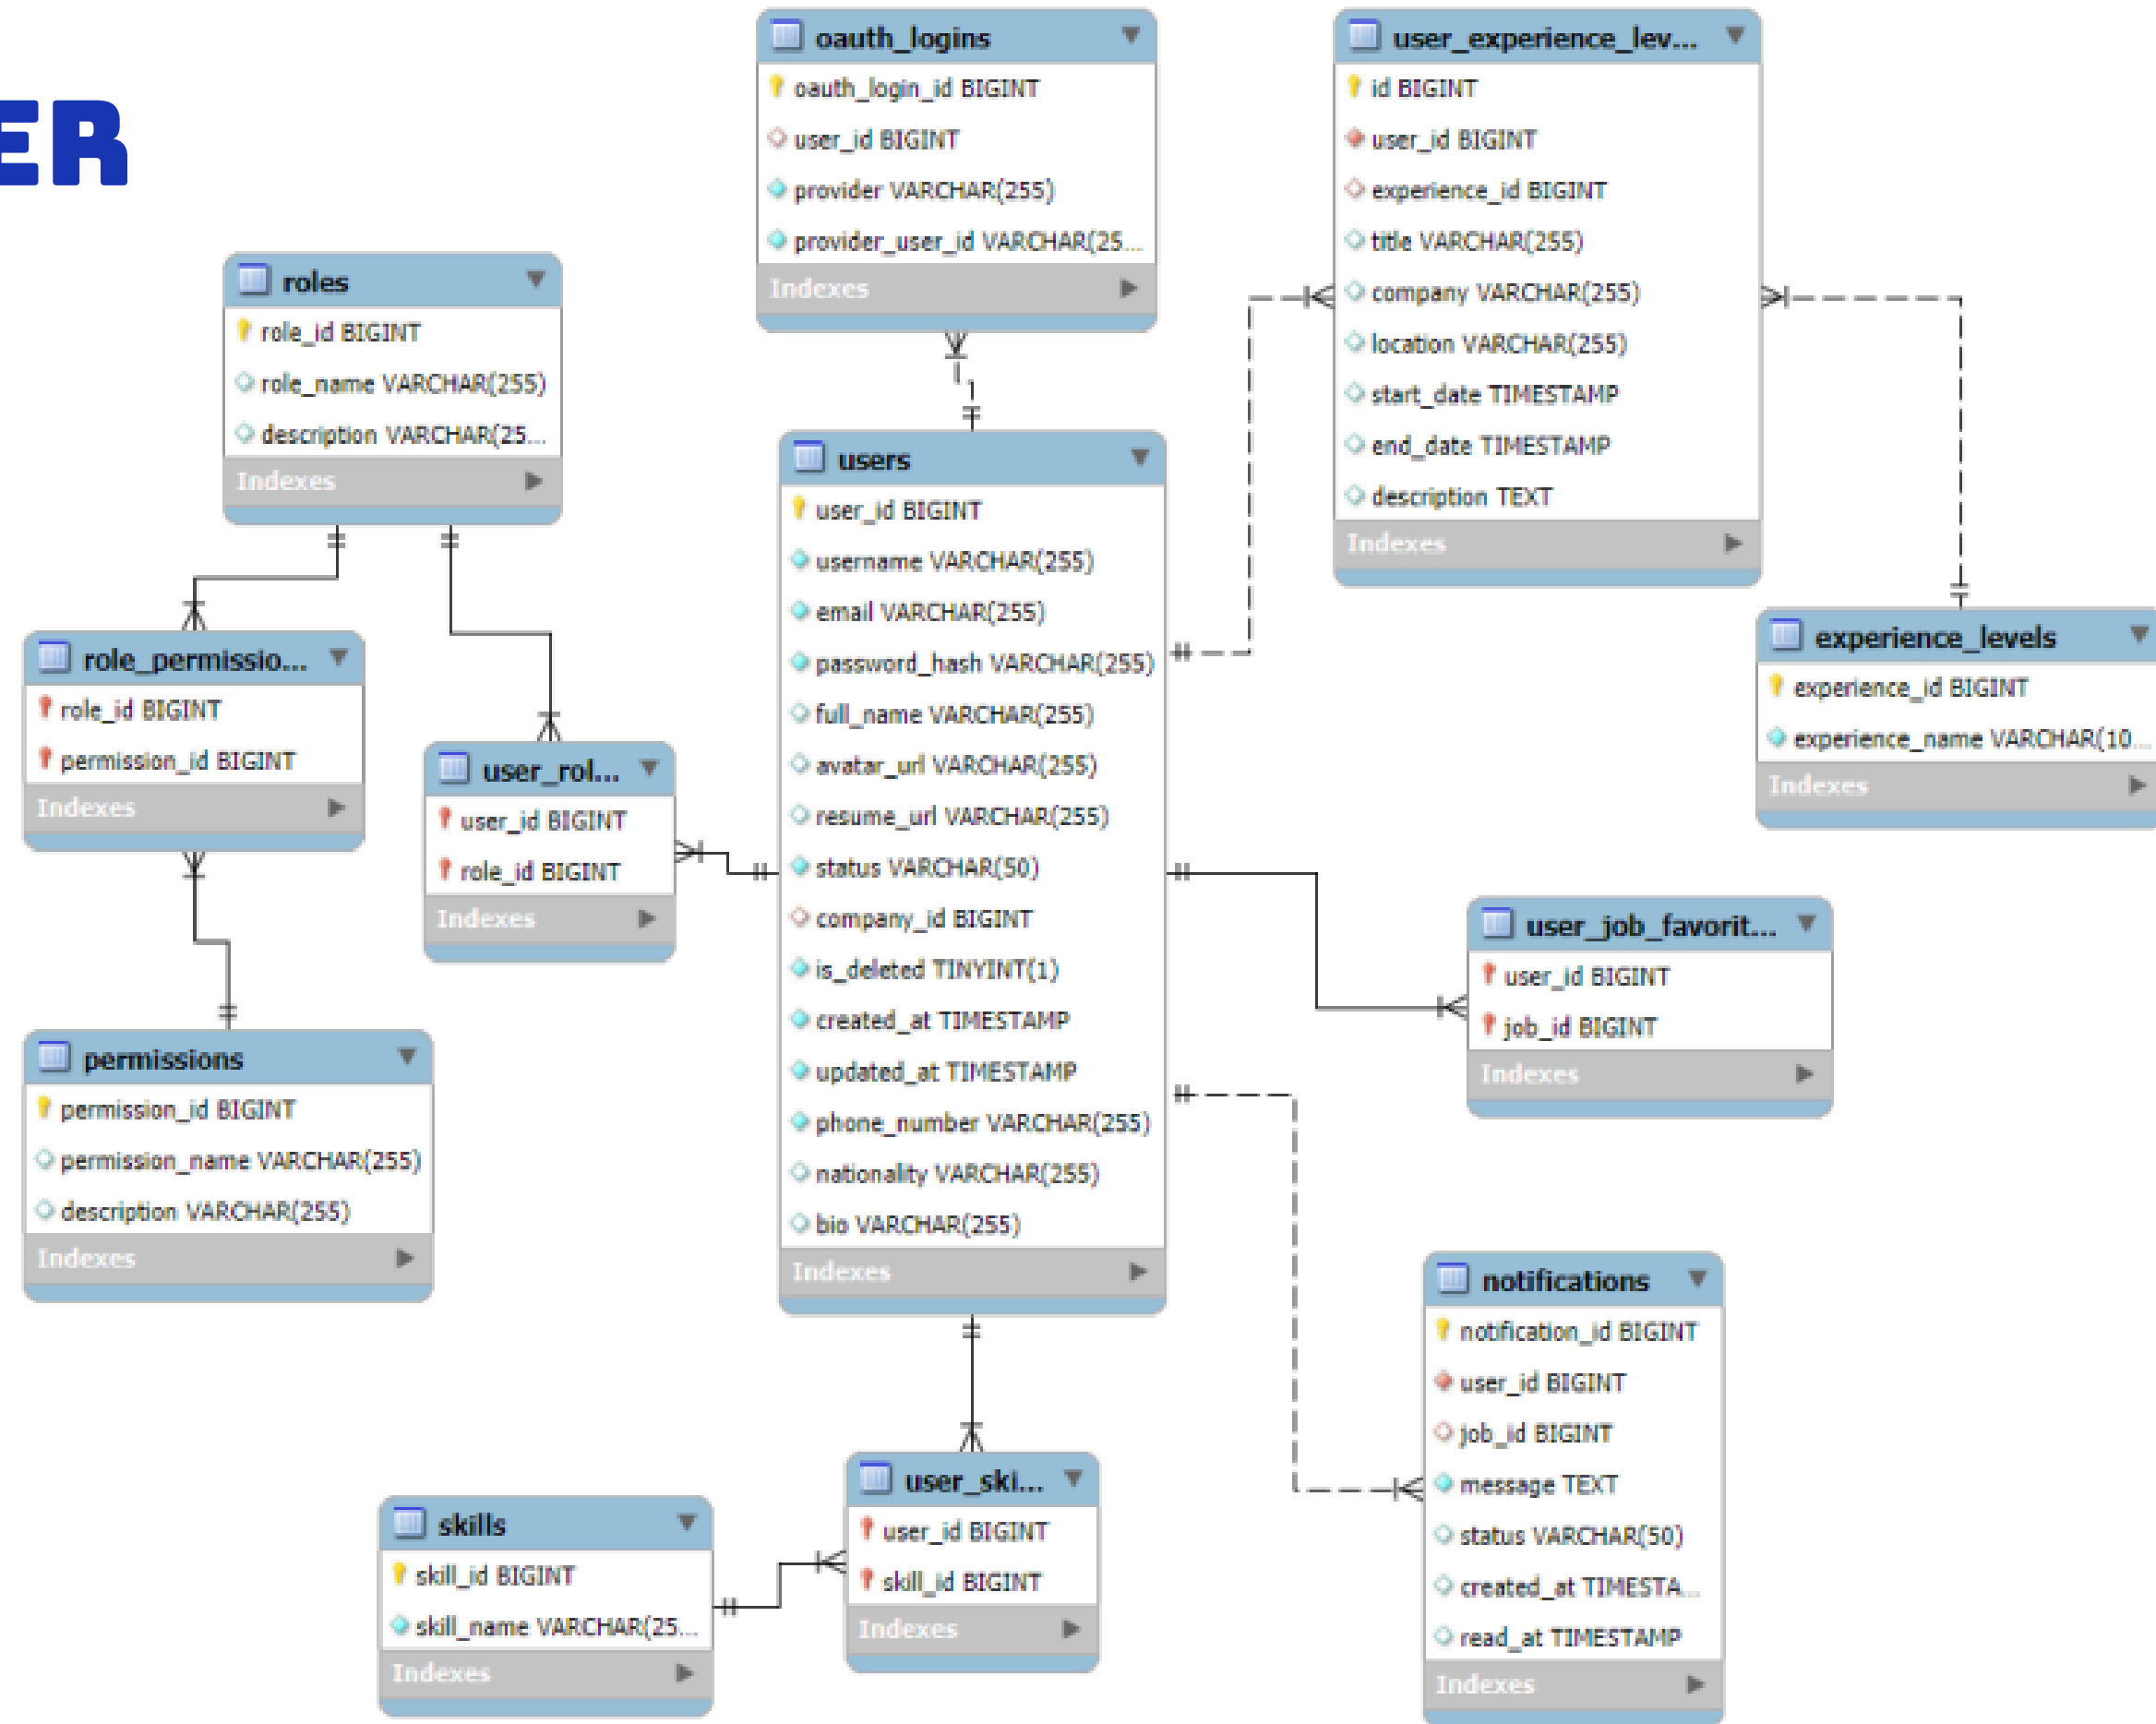 ER
oauth_logins
oauth_login_id BIGINT
user_id BIGINT
provider VARCHAR(255)
provider_user_id VARCHAR(25...
Indexes
user_experience_lev...
id BIGINT
user_id BIGINT
experience_id BIGINT
title VARCHAR(255)
company VARCHAR(255)
location VARCHAR(255)
start_date TIMESTAMP
end_date TIMESTAMP
description TEXT
Indexes
roles
role_id BIGINT
role_name VARCHAR(255)
description VARCHAR(25...
Indexes
users
user_id BIGINT
username VARCHAR(255)
email VARCHAR(255)
password_hash VARCHAR(255)
full_name VARCHAR(255)
avatar_url VARCHAR(255)
resume_url VARCHAR(255)
status VARCHAR(50)
company_id BIGINT
is_deleted TINYINT(1)
created_at TIMESTAMP
updated_at TIMESTAMP
phone_number VARCHAR(255)
nationality VARCHAR(255)
bio VARCHAR(255)
Indexes
experience_levels
experience_id BIGINT
experience_name VARCHAR(10...
Indexes
role_permissio...
role_id BIGINT
permission_id BIGINT
Indexes
user_rol...
user_id BIGINT
role_id BIGINT
Indexes
user_job_favorit...
user_id BIGINT
job_id BIGINT
Indexes
permissions
permission_id BIGINT
permission_name VARCHAR(255)
description VARCHAR(255)
Indexes
notifications
notification_id BIGINT
user_id BIGINT
job_id BIGINT
message TEXT
status VARCHAR(50)
created_at TIMESTA...
read_at TIMESTAMP
Indexes
user_ski...
user_id BIGINT
skill_id BIGINT
Indexes
skills
skill_id BIGINT
skill_name VARCHAR(25...
Indexes